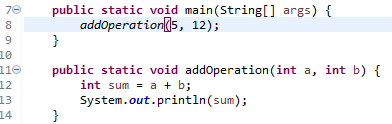 7 public static void main(String[] args) {
8 addOperation(5, 12);
9 }
10
11 public static void addOperation(int a, int b) {
12 int sum = a + b;
13 System.out.println(sum);
14 }